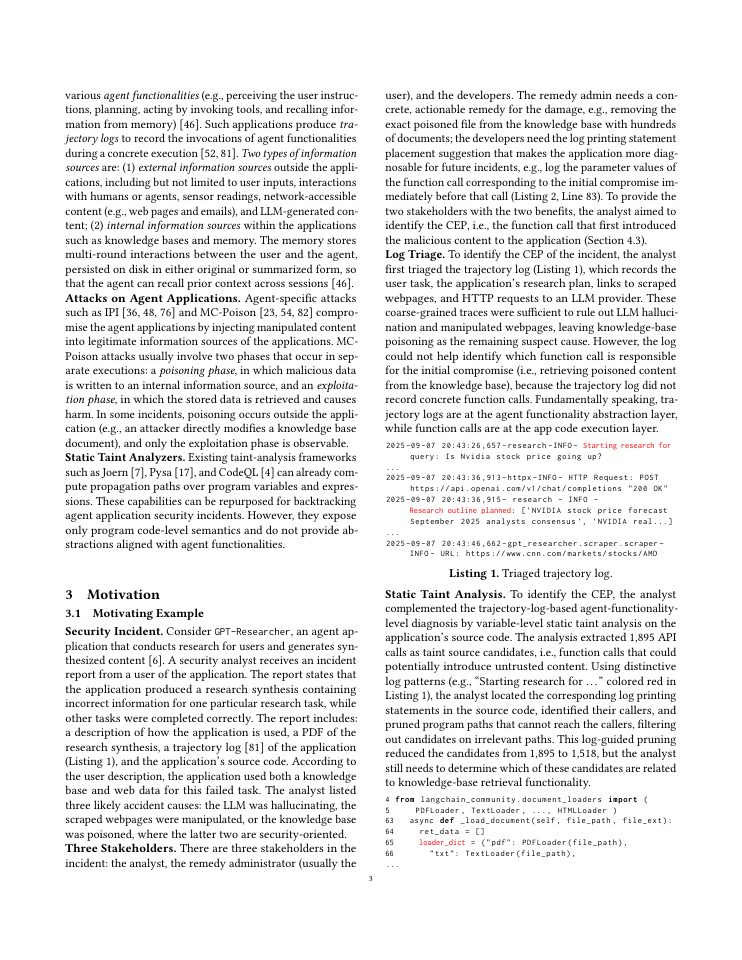 various agent functionalities (e.g., perceiving the user instruc-
tions, planning, acting by invoking tools, and recalling infor-
mation from memory) [46]. Such applications produce tra-
jectory logs to record the invocations of agent functionalities
during a concrete execution [52, 81]. Two types of information
sources are: (1) external information sources outside the appli-
cations, including but not limited to user inputs, interactions
with humans or agents, sensor readings, network-accessible
content (e.g., web pages and emails), and LLM-generated con-
tent; (2) internal information sources within the applications
such as knowledge bases and memory. The memory stores
multi-round interactions between the user and the agent,
persisted on disk in either original or summarized form, so
that the agent can recall prior context across sessions [46].
Attacks on Agent Applications. Agent-specific attacks
such as IPI [36, 48, 76] and MC-Poison [23, 54, 82] compro-
mise the agent applications by injecting manipulated content
into legitimate information sources of the applications. MC-
Poison attacks usually involve two phases that occur in sep-
arate executions: a poisoning phase, in which malicious data
is written to an internal information source, and an exploita-
tion phase, in which the stored data is retrieved and causes
harm. In some incidents, poisoning occurs outside the appli-
cation (e.g., an attacker directly modifies a knowledge base
document), and only the exploitation phase is observable.
Static Taint Analyzers. Existing taint-analysis frameworks
such as Joern [7], Pysa [17], and CodeQL [4] can already com-
pute propagation paths over program variables and expres-
sions. These capabilities can be repurposed for backtracking
agent application security incidents. However, they expose
only program code-level semantics and do not provide ab-
stractions aligned with agent functionalities.
3 Motivation
3.1 Motivating Example
Security Incident. Consider GPT-Researcher, an agent ap-
plication that conducts research for users and generates syn-
thesized content [6]. A security analyst receives an incident
report from a user of the application. The report states that
the application produced a research synthesis containing
incorrect information for one particular research task, while
other tasks were completed correctly. The report includes:
a description of how the application is used, a PDF of the
research synthesis, a trajectory log [81] of the application
(Listing 1), and the application's source code. According to
the user description, the application used both a knowledge
base and web data for this failed task. The analyst listed
three likely accident causes: the LLM was hallucinating, the
scraped webpages were manipulated, or the knowledge base
was poisoned, where the latter two are security-oriented.
Three Stakeholders. There are three stakeholders in the
incident: the analyst, the remedy administrator (usually the
user), and the developers. The remedy admin needs a con-
crete, actionable remedy for the damage, e.g., removing the
exact poisoned file from the knowledge base with hundreds
of documents; the developers need the log printing statement
placement suggestion that makes the application more diag-
nosable for future incidents, e.g., log the parameter values of
the function call corresponding to the initial compromise im-
mediately before that call (Listing 2, Line 83). To provide the
two stakeholders with the two benefits, the analyst aimed to
identify the CEP, i.e., the function call that first introduced
the malicious content to the application (Section 4.3).
Log Triage. To identify the CEP of the incident, the analyst
first triaged the trajectory log (Listing 1), which records the
user task, the application's research plan, links to scraped
webpages, and HTTP requests to an LLM provider. These
coarse-grained traces were sufficient to rule out LLM halluci-
nation and manipulated webpages, leaving knowledge-base
poisoning as the remaining suspect cause. However, the log
could not help identify which function call is responsible
for the initial compromise (i.e., retrieving poisoned content
from the knowledge base), because the trajectory log did not
record concrete function calls. Fundamentally speaking, tra-
jectory logs are at the agent functionality abstraction layer,
while function calls are at the app code execution layer.
2025-09-07 20:43:26,657-research-INFO- Starting research for
query: Is Nvidia stock price going up?
...
2025-09-07 20:43:36,913-httpx-INFO- HTTP Request: POST
https://api.openai.com/v1/chat/completions "200 OK"
2025-09-07 20:43:36,915- research - INFO -
Research outline planned: ['NVIDIA stock price forecast
September 2025 analysts consensus', 'NVIDIA real...]
...
2025-09-07 20:43:46,662-gpt_researcher.scraper.scraper-
INFO- URL: https://www.cnn.com/markets/stocks/AMD
Listing 1. Triaged trajectory log.
Static Taint Analysis. To identify the CEP, the analyst
complemented the trajectory-log-based agent-functionality-
level diagnosis by variable-level static taint analysis on the
application's source code. The analysis extracted 1,895 API
calls as taint source candidates, i.e., function calls that could
potentially introduce untrusted content. Using distinctive
log patterns (e.g., "Starting research for ..." colored red in
Listing 1), the analyst located the corresponding log printing
statements in the source code, identified their callers, and
pruned program paths that cannot reach the callers, filtering
out candidates on irrelevant paths. This log-guided pruning
reduced the candidates from 1,895 to 1,518, but the analyst
still needs to determine which of these candidates are related
to knowledge-base retrieval functionality.
4 from langchain_community.document_loaders import (
5 PDFLoader, TextLoader, ..., HTMLLoader )
63 async def _load_document(self, file_path, file_ext):
64 ret_data = []
65 loader_dict = {"pdf": PDFLoader(file_path),
66 "txt": TextLoader(file_path),
...
3